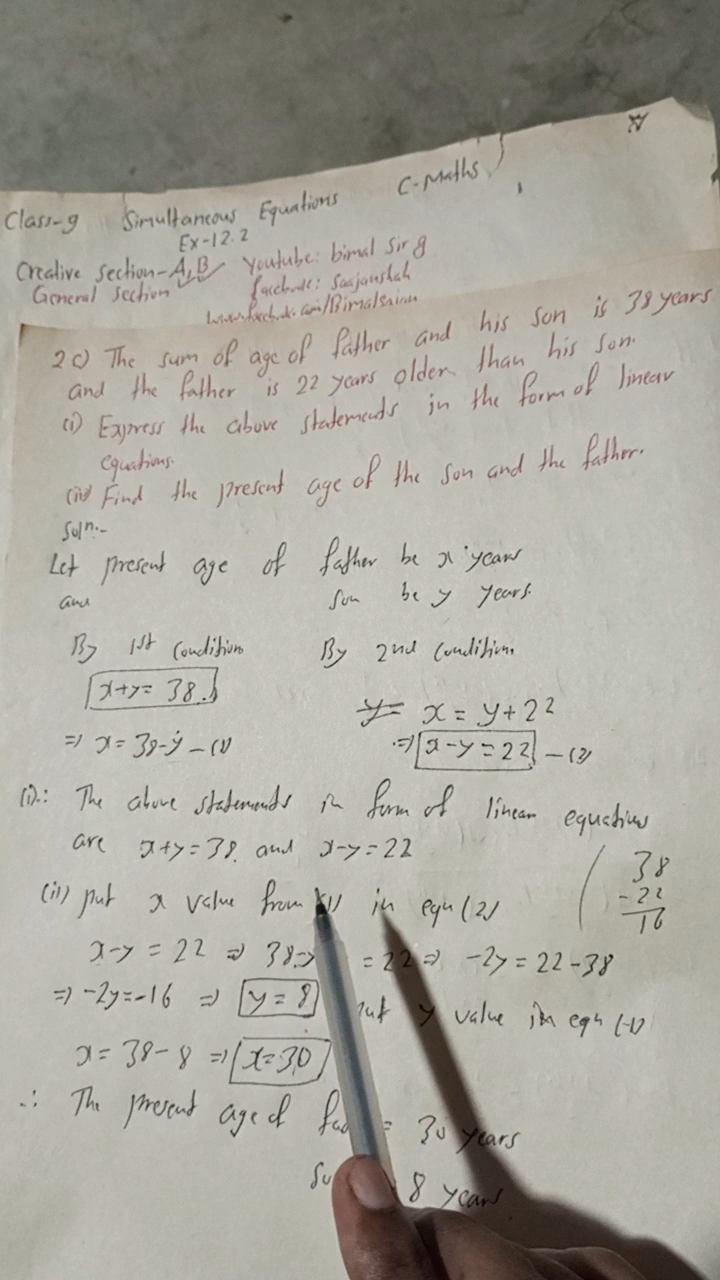 C-Maths
Class-9 Simultaneous Equations
Ex-12.2
Creative section-A,B Youtube: bimal Sir g
General section facebook: Saajanshah
2c) The sum of age of father and his son is 38 years
and the father is 22 years older than his son.
(i) Express the above statements in the form of linear
equations.
(ii) Find the present age of the son and the father.
Soln:-
Let present age of father be x years
and son be y years.
By 1st condition By 2nd condition
x+y= 38.
x = y+22
=> x = 38-y -(1)
=> x-y = 22 -(2)
(i)∴ The above statements in form of linear equations
are x+y=38. and x-y=22
38
-22
16
(ii) put x value from (1) in eqn (2)
x-y = 22 => 38-y = 22 => -2y = 22-38
=> -2y=-16 => y=8 put y value in eqn (1)
x = 38-8 => x=30
∴ The present age of = 30 years
8 years